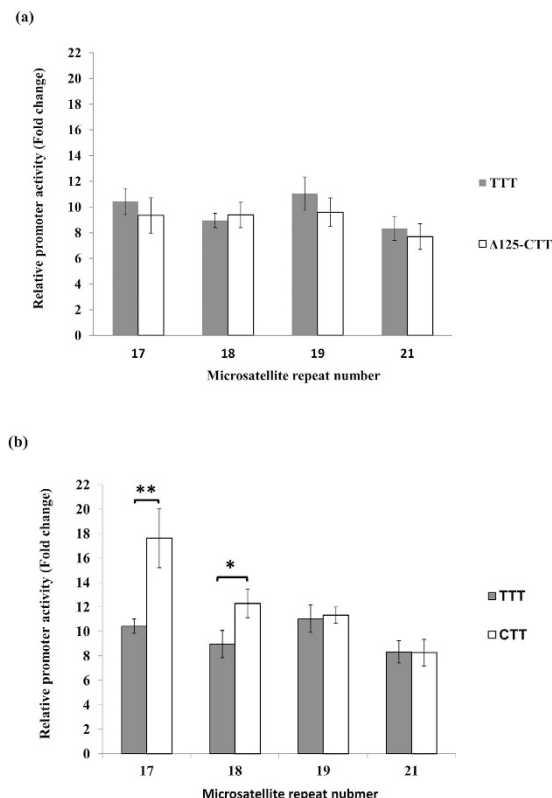 (a)
Relative promoter activity (Fold change)
22
20
18
16
14
12
10
8
6
4
2
0
17 18 19 21
Microsatellite repeat number
TTT
Δ125-CTT
(b)
Relative promoter activity (Fold change)
22
20
18
16
14
12
10
8
6
4
2
0
**
*
17 18 19 21
Microsatellite repeat nubmer
TTT
CTT